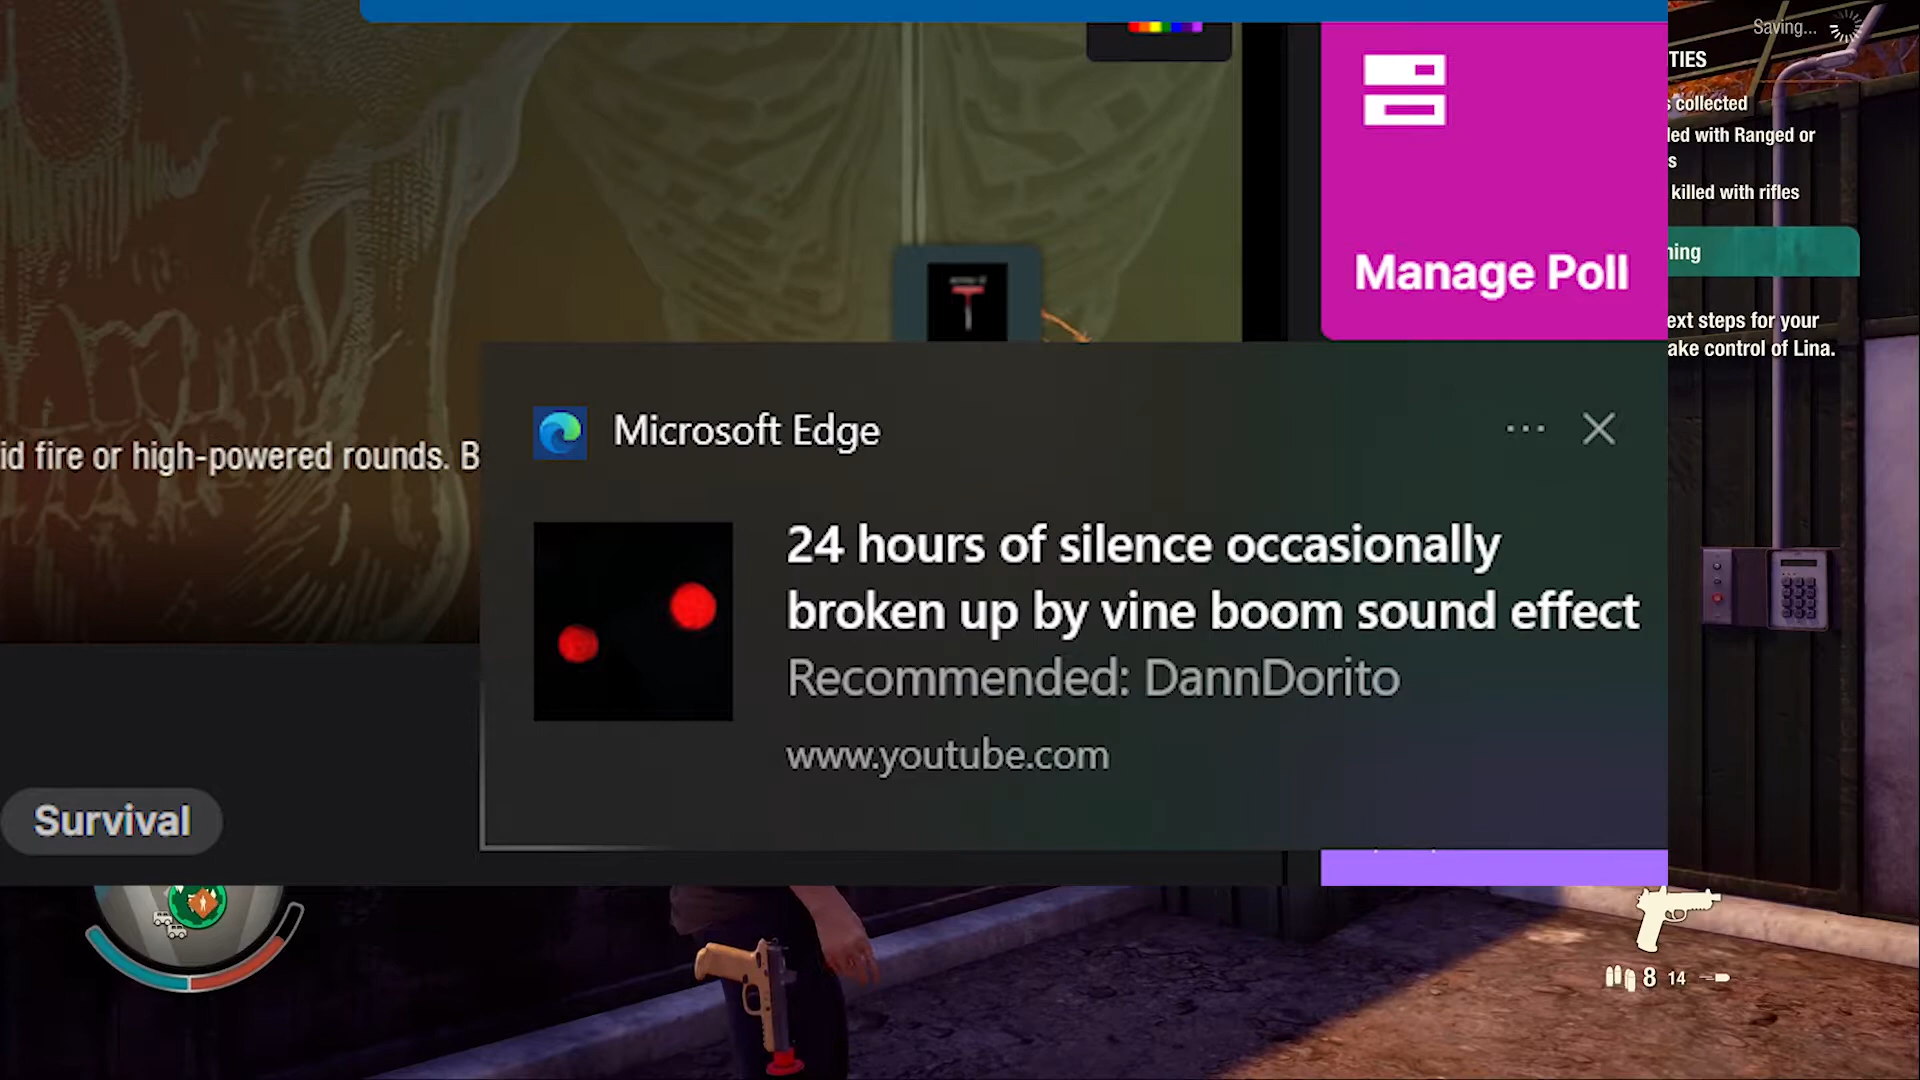 Saving...
TIES
s collected
led with Ranged or
s
killed with rifles
ning
ext steps for your
ake control of Lina.
Manage Poll
id fire or high-powered rounds. B
Microsoft Edge
24 hours of silence occasionally
broken up by vine boom sound effect
Recommended: DannDorito
www.youtube.com
Survival
8 14